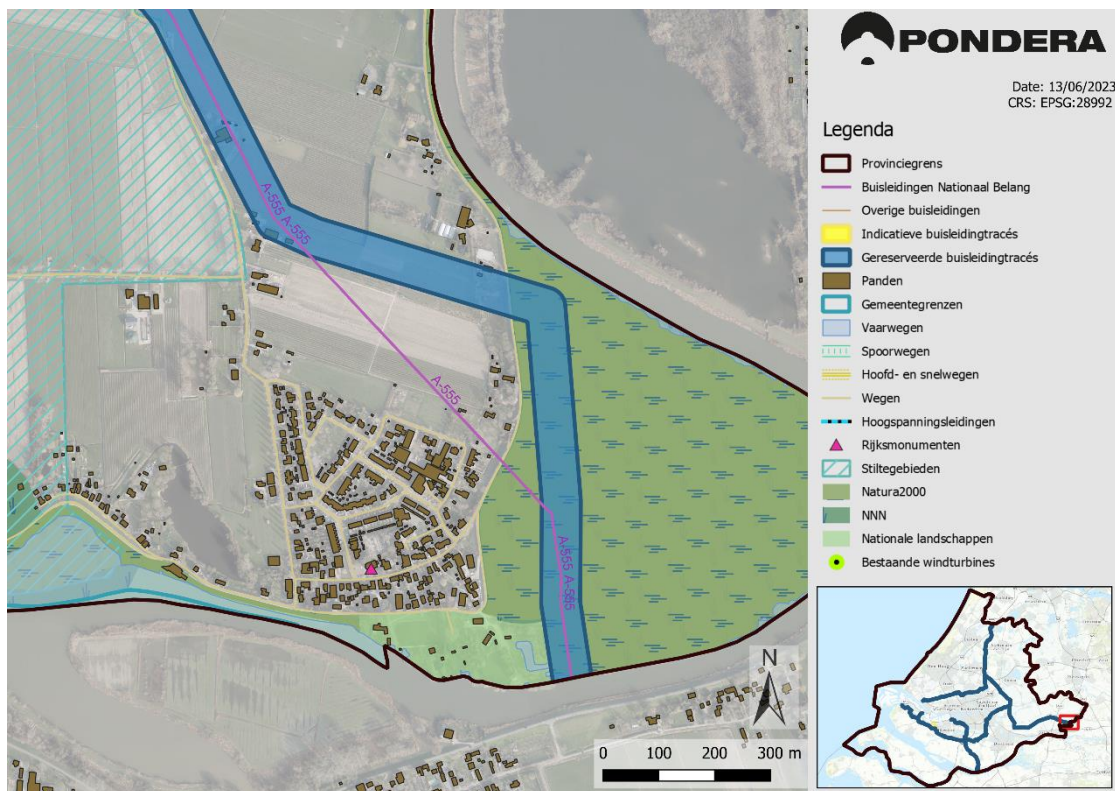 PONDERA
Date: 13/06/2023
CRS: EPSG:28992
Legenda
Provinciegrens
Buisleidingen Nationaal Belang
Overige buisleidingen
Indicatieve buisleidingtracés
Gereserveerde buisleidingtracés
Panden
Gemeentegrenzen
Vaarwegen
Spoorwegen
Hoofd- en snelwegen
Wegen
Hoogspanningsleidingen
Rijksmonumenten
Stiltegebieden
Natura2000
NNN
Nationale landschappen
Bestaande windturbines
A-555 A-555
A-555
A-555 A-555
N
0 100 200 300 m